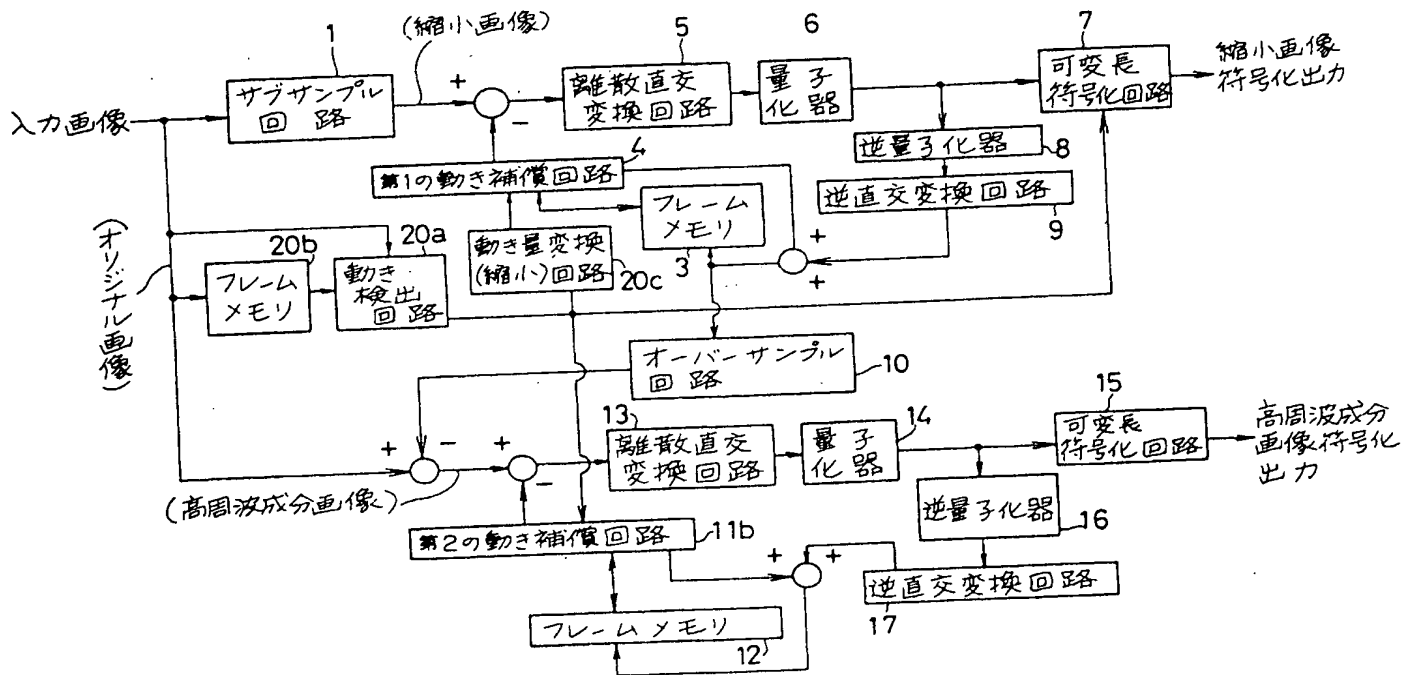 1
(縮小画像)
5
6
7
サブサンプル
回路
離散直交
変換回路
量子
化器
可変長
符号化回路
縮小画像
符号化出力
入力画像
+
−
4
第1の動き補償回路
逆量子化器
8
逆直交変換回路
9
フレーム
メモリ
3
+
+
(オリジナル画像)
20b
フレーム
メモリ
20a
動き
検出
回路
動き量変換
(縮小)回路
20c
オーバーサンプル
回路
10
13
離散直交
変換回路
量子
化器
14
15
可変長
符号化回路
高周波成分
画像符号化
出力
+
−
+
−
(高周波成分画像)
第2の動き補償回路
11b
逆量子化器
16
+
+
逆直交変換回路
17
フレームメモリ
12